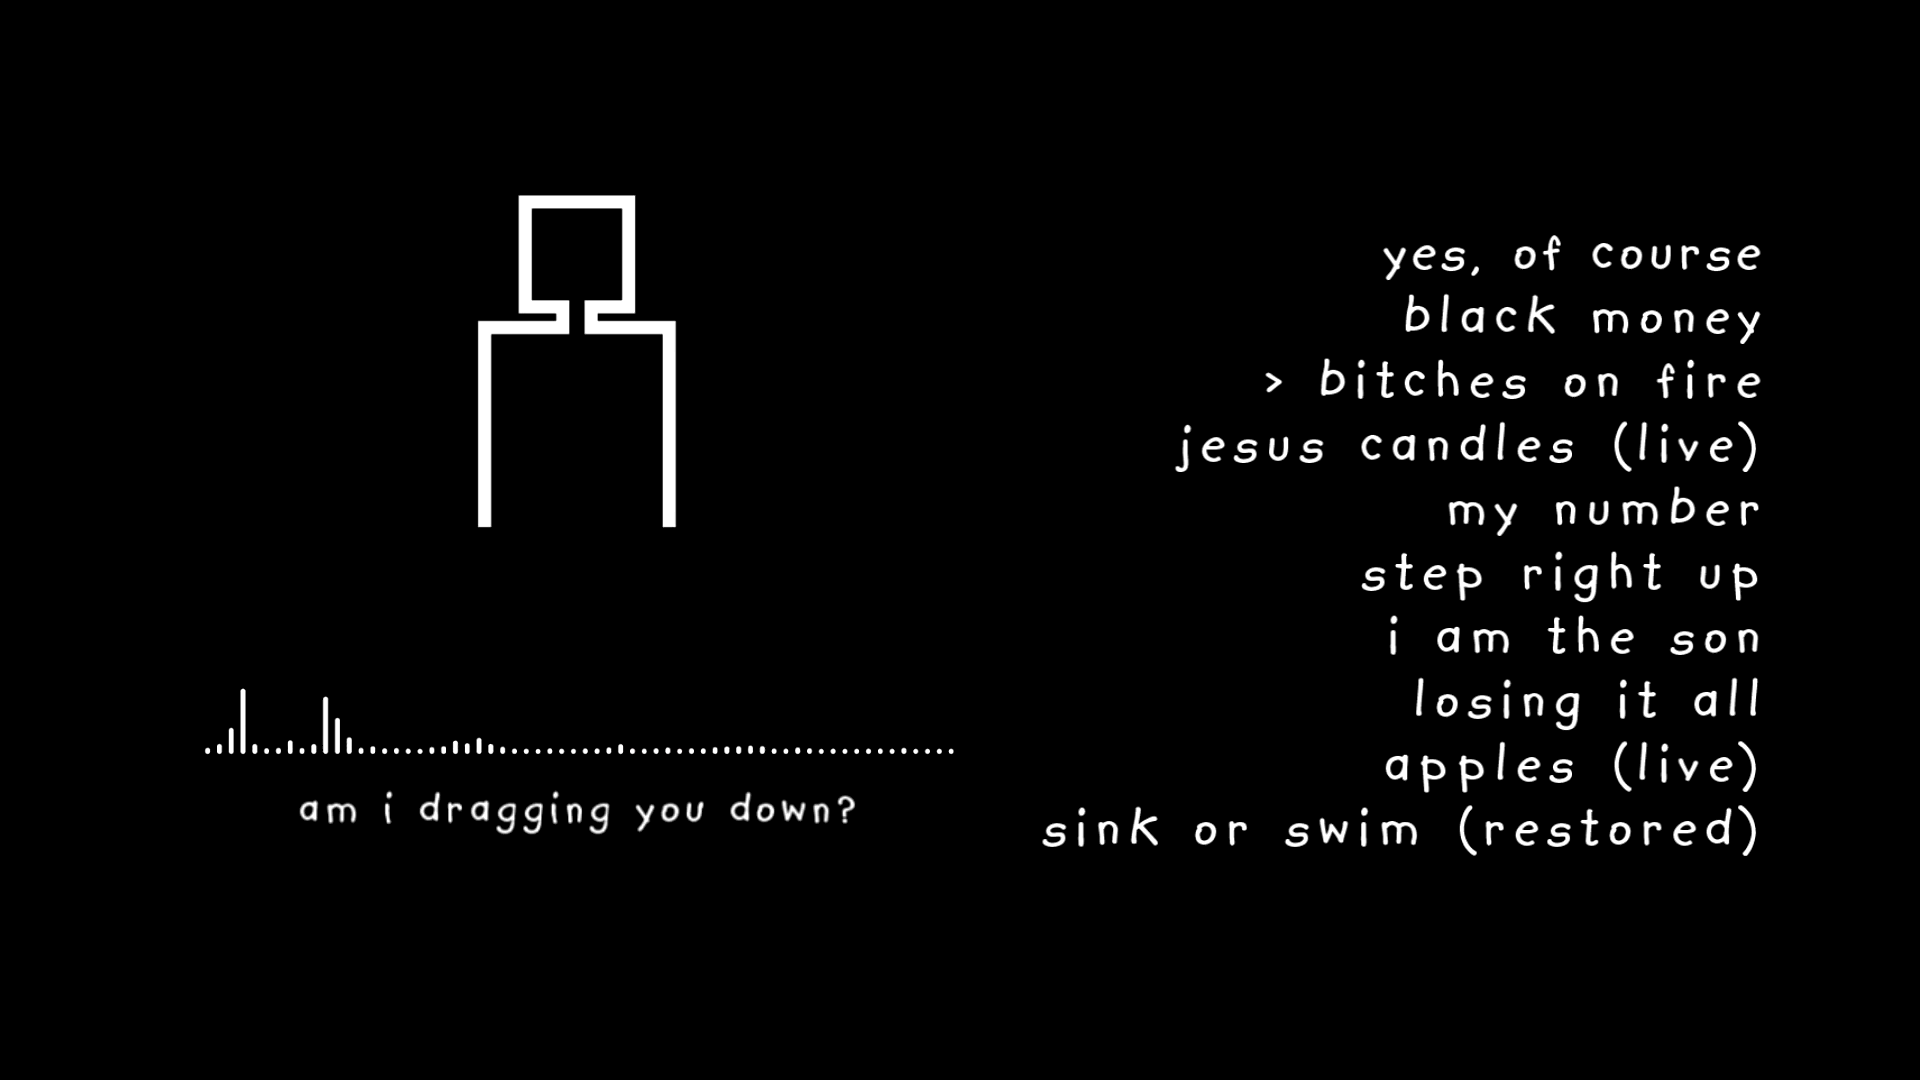 yes, of course
black money
> bitches on fire
jesus candles (live)
my number
step right up
i am the son
losing it all
apples (live)
sink or swim (restored)
am i dragging you down?